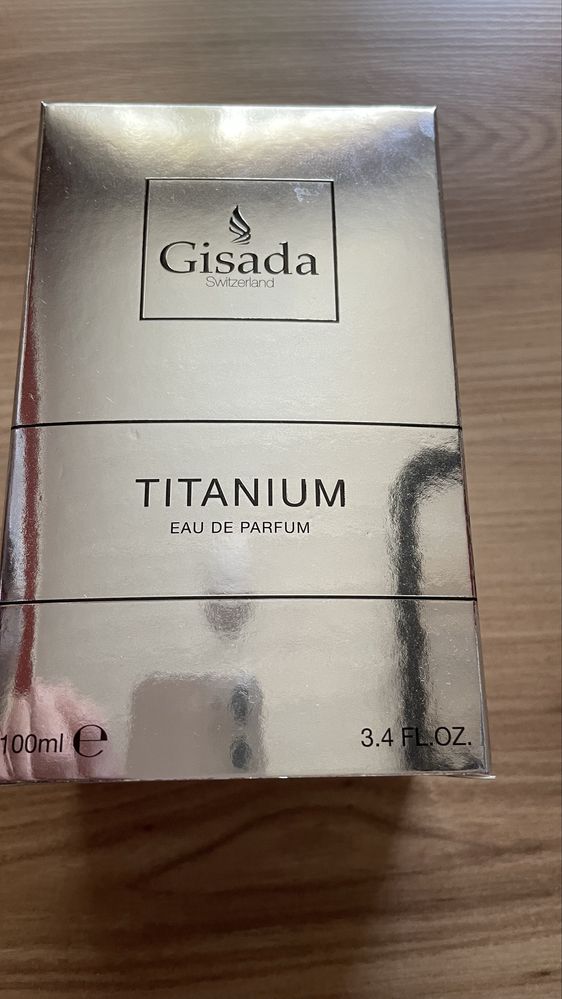 Gisada
Switzerland
TITANIUM
EAU DE PARFUM
100ml ℮
3.4 FL.OZ.